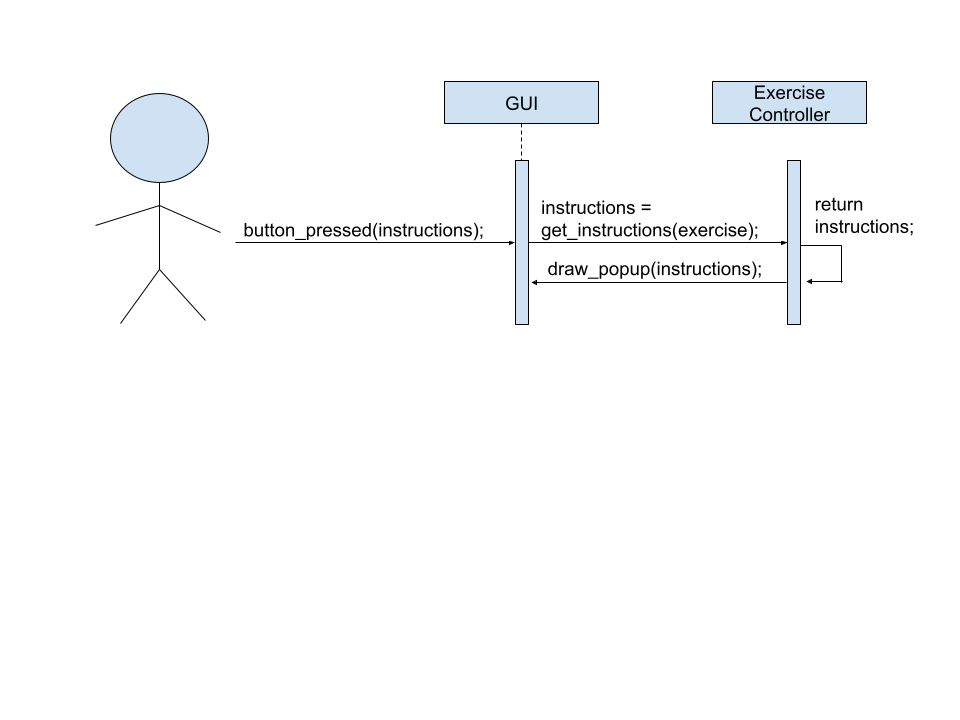 GUI
Exercise
Controller
button_pressed(instructions);
instructions =
get_instructions(exercise);
return
instructions;
draw_popup(instructions);